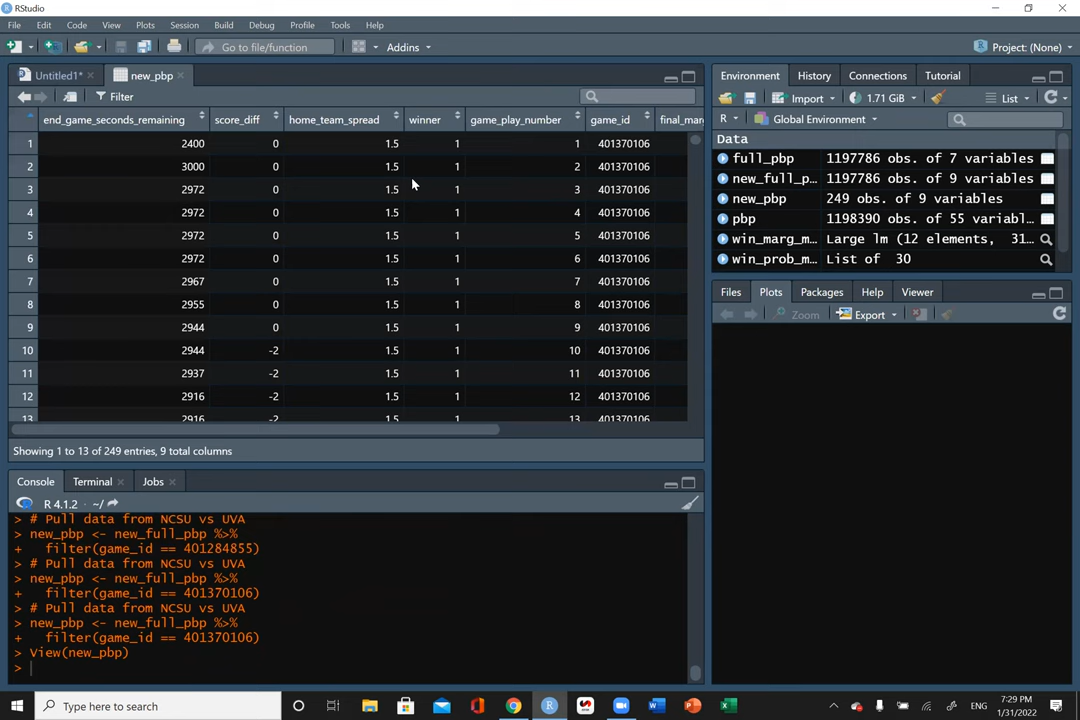 RStudio
File Edit Code View Plots Session Build Debug Profile Tools Help
Go to file/function Addins Project: (None)
Untitled1* new_pbp
Filter
end_game_seconds_remaining score_diff home_team_spread winner game_play_number game_id final_marg
1 2400 0 1.5 1 1 401370106
2 3000 0 1.5 1 2 401370106
3 2972 0 1.5 1 3 401370106
4 2972 0 1.5 1 4 401370106
5 2972 0 1.5 1 5 401370106
6 2972 0 1.5 1 6 401370106
7 2967 0 1.5 1 7 401370106
8 2955 0 1.5 1 8 401370106
9 2944 0 1.5 1 9 401370106
10 2944 -2 1.5 1 10 401370106
11 2937 -2 1.5 1 11 401370106
12 2916 -2 1.5 1 12 401370106
13 2916 -2 1.5 1 13 401370106
Showing 1 to 13 of 249 entries, 9 total columns
Console Terminal Jobs
R 4.1.2 · ~/
> # Pull data from NCSU vs UVA
> new_pbp <- new_full_pbp %>%
+ filter(game_id == 401284855)
> # Pull data from NCSU vs UVA
> new_pbp <- new_full_pbp %>%
+ filter(game_id == 401370106)
> # Pull data from NCSU vs UVA
> new_pbp <- new_full_pbp %>%
+ filter(game_id == 401370106)
> View(new_pbp)
>
Environment History Connections Tutorial
Import 1.71 GiB List
R Global Environment
Data
full_pbp 1197786 obs. of 7 variables
new_full_p… 1197786 obs. of 9 variables
new_pbp 249 obs. of 9 variables
pbp 1198390 obs. of 55 variabl…
win_marg_m… Large lm (12 elements, 31…
win_prob_m… List of 30
Files Plots Packages Help Viewer
Zoom Export
Type here to search
ENG
7:29 PM
1/31/2022